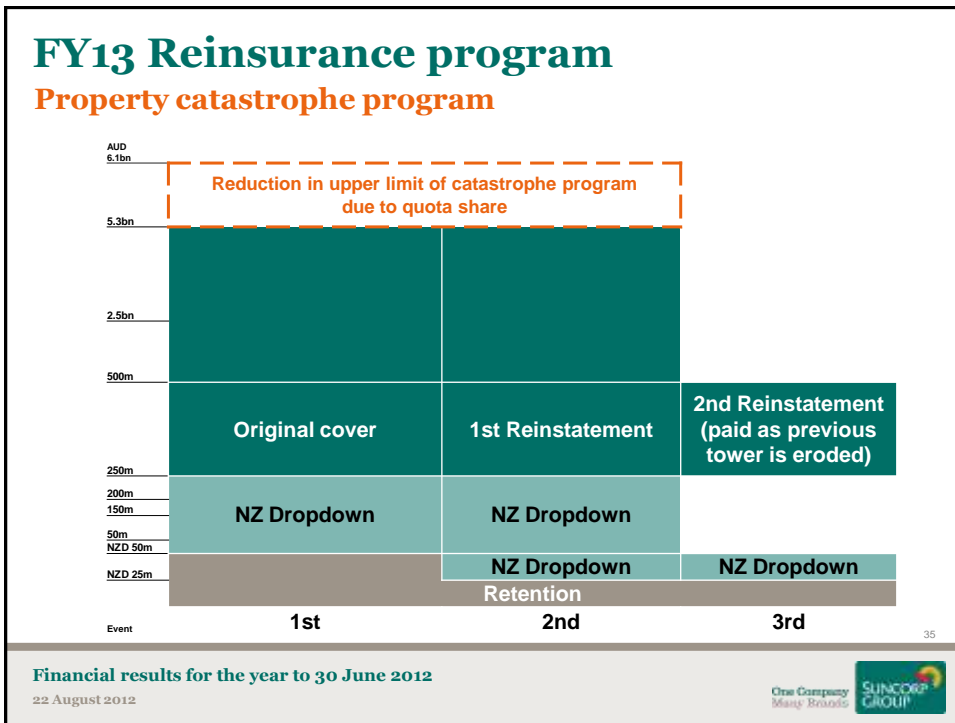 FY13 Reinsurance program
Property catastrophe program
AUD
6.1bn
Reduction in upper limit of catastrophe program
due to quota share
5.3bn
2.5bn
500m
Original cover
1st Reinstatement
2nd Reinstatement
(paid as previous
tower is eroded)
250m
200m
150m
NZ Dropdown
NZ Dropdown
50m
NZD 50m
NZ Dropdown
NZ Dropdown
NZD 25m
Retention
Event
1st
2nd
3rd
35
Financial results for the year to 30 June 2012
22 August 2012
One Company
Many Brands
SUNCORP
GROUP